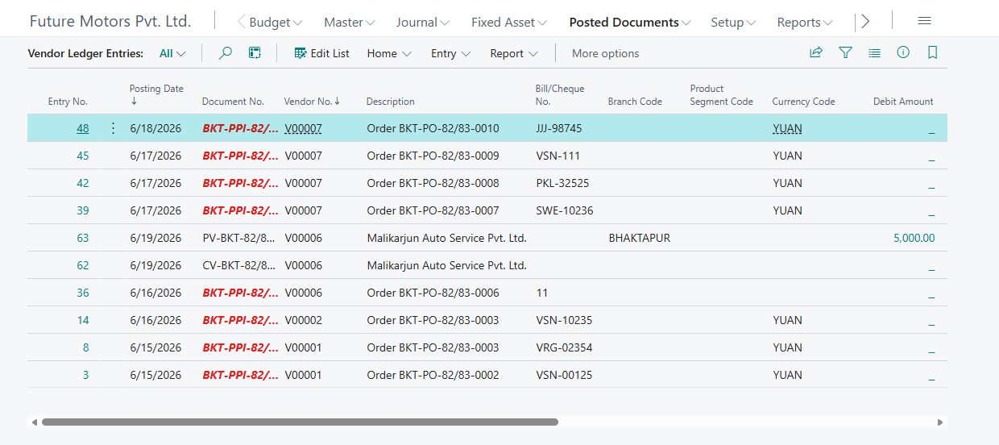 Future Motors Pvt. Ltd. Budget Master Journal Fixed Asset Posted Documents Setup Reports
Vendor Ledger Entries: All Edit List Home Entry Report More options
Entry No. Posting Date ↓ Document No. Vendor No. ↓ Description Bill/Cheque No. Branch Code Product Segment Code Currency Code Debit Amount
48 6/18/2026 BKT-PPI-82/... V00007 Order BKT-PO-82/83-0010 JJJ-98745 YUAN _
45 6/17/2026 BKT-PPI-82/... V00007 Order BKT-PO-82/83-0009 VSN-111 YUAN _
42 6/17/2026 BKT-PPI-82/... V00007 Order BKT-PO-82/83-0008 PKL-32525 YUAN _
39 6/17/2026 BKT-PPI-82/... V00007 Order BKT-PO-82/83-0007 SWE-10236 YUAN _
63 6/19/2026 PV-BKT-82/8... V00006 Malikarjun Auto Service Pvt. Ltd. BHAKTAPUR 5,000.00
62 6/19/2026 CV-BKT-82/8... V00006 Malikarjun Auto Service Pvt. Ltd. _
36 6/16/2026 BKT-PPI-82/... V00006 Order BKT-PO-82/83-0006 11 _
14 6/16/2026 BKT-PPI-82/... V00002 Order BKT-PO-82/83-0003 VSN-10235 YUAN _
8 6/15/2026 BKT-PPI-82/... V00001 Order BKT-PO-82/83-0003 VRG-02354 YUAN _
3 6/15/2026 BKT-PPI-82/... V00001 Order BKT-PO-82/83-0002 VSN-00125 YUAN _